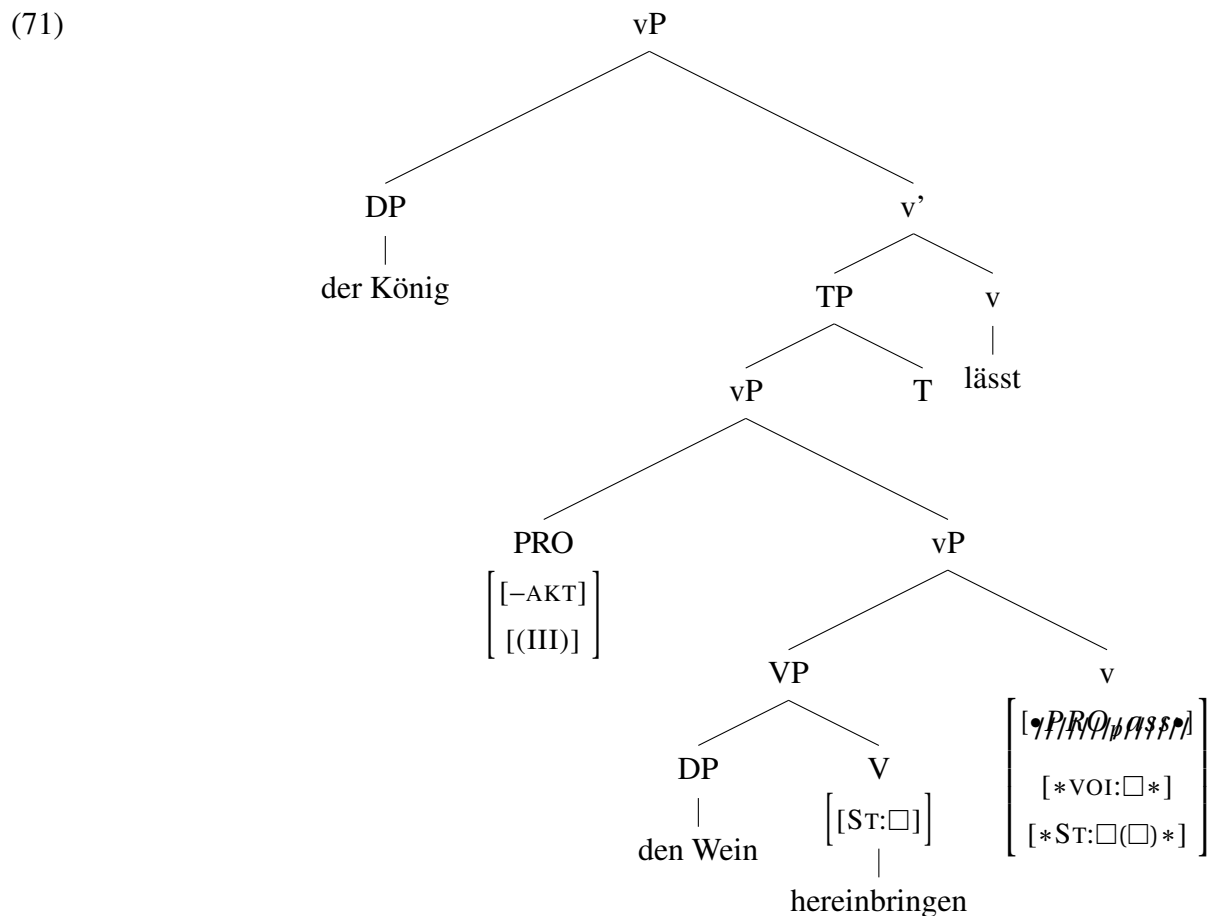 (71) vP
DP v’
der König TP v
vP T lässt
PRO vP
[[−AKT]
[(III)]]
VP v
[[•PRO_pass•]
DP V
[[ST:□]] [∗VOI:□∗]
den Wein [∗ST:□(□)∗]]
hereinbringen